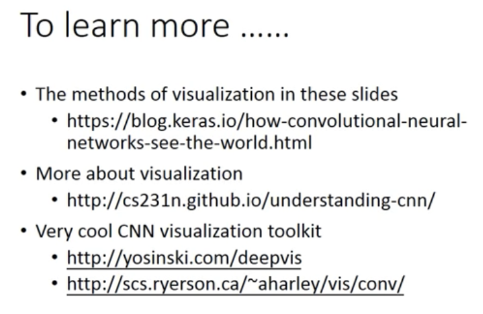 To learn more ……
• The methods of visualization in these slides
• https://blog.keras.io/how-convolutional-neural-
networks-see-the-world.html
• More about visualization
• http://cs231n.github.io/understanding-cnn/
• Very cool CNN visualization toolkit
• http://yosinski.com/deepvis
• http://scs.ryerson.ca/~aharley/vis/conv/